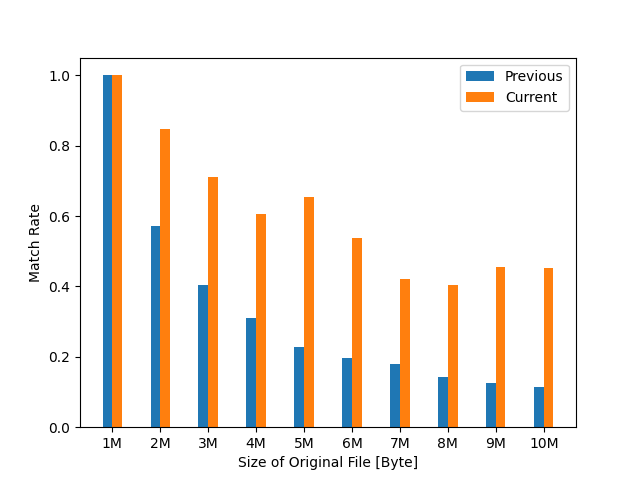 Previous
Current
1.0
0.8
0.6
0.4
0.2
0.0
Match Rate
1M 2M 3M 4M 5M 6M 7M 8M 9M 10M
Size of Original File [Byte]